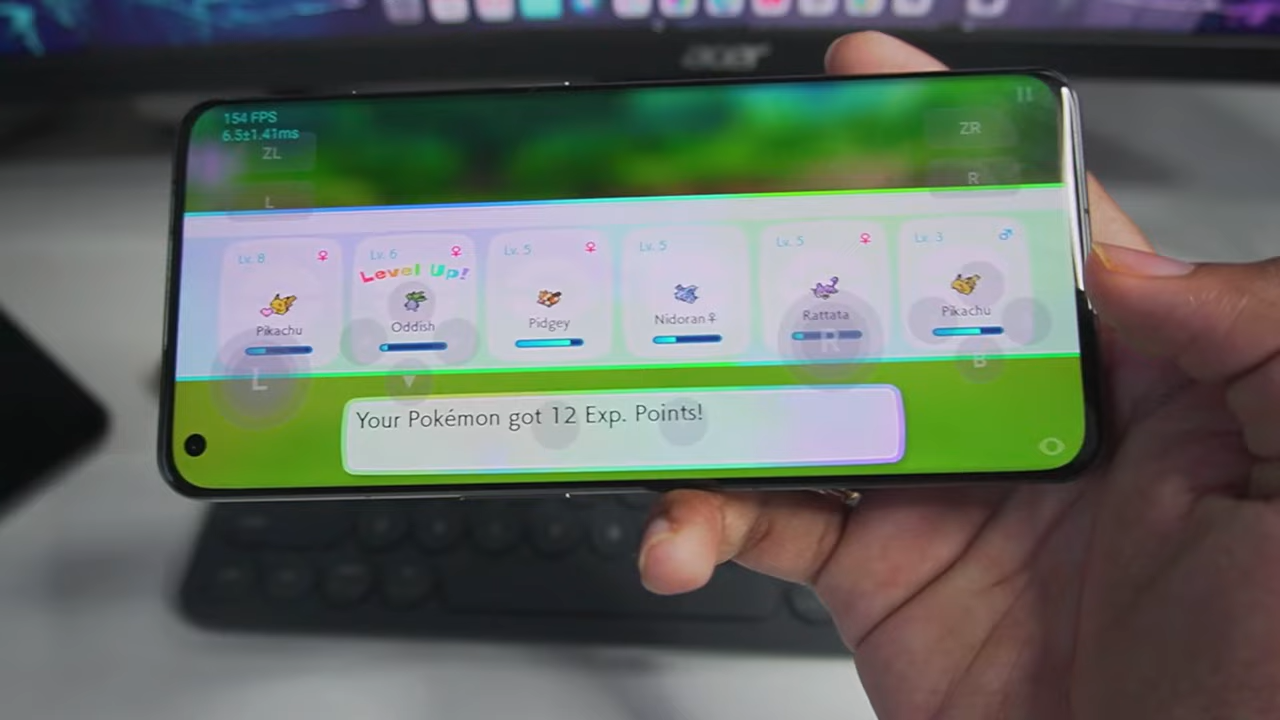 acer
154 FPS
6.5±1.41ms
ZL
ZR
L
R
Lv. 8 ♀
Lv. 6 ♀
Lv. 5 ♀
Lv. 5
Lv. 5 ♀
Lv. 3 ♂
Level Up!
Pikachu
Oddish
Pidgey
Nidoran♀
Rattata
Pikachu
L
R
B
Your Pokémon got 12 Exp. Points!